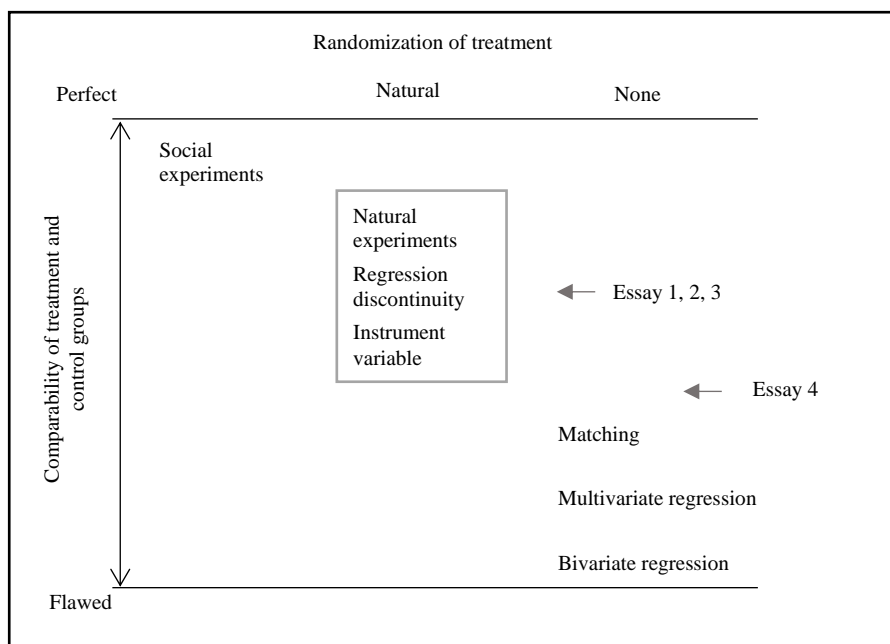 Randomization of treatment
Perfect
Natural
None
Social
experiments
Natural
experiments
Regression
discontinuity
Instrument
variable
Essay 1, 2, 3
Essay 4
Matching
Multivariate regression
Bivariate regression
Comparability of treatment and
control groups
Flawed